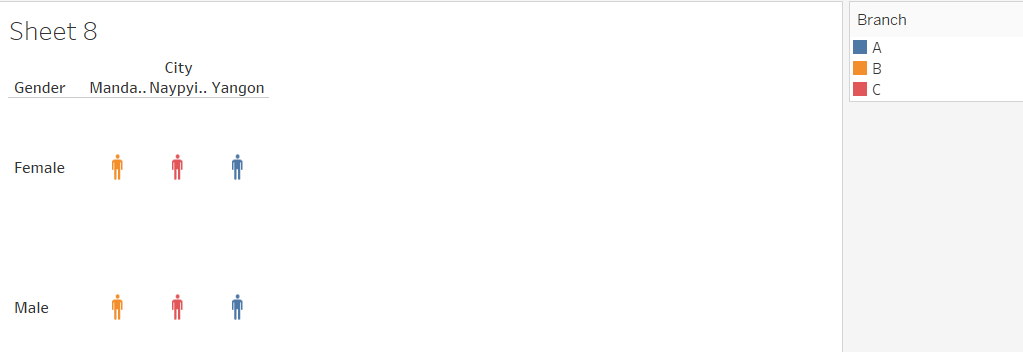 Sheet 8
Branch
A
B
C
City
Gender Manda.. Naypyi.. Yangon
Female
Male